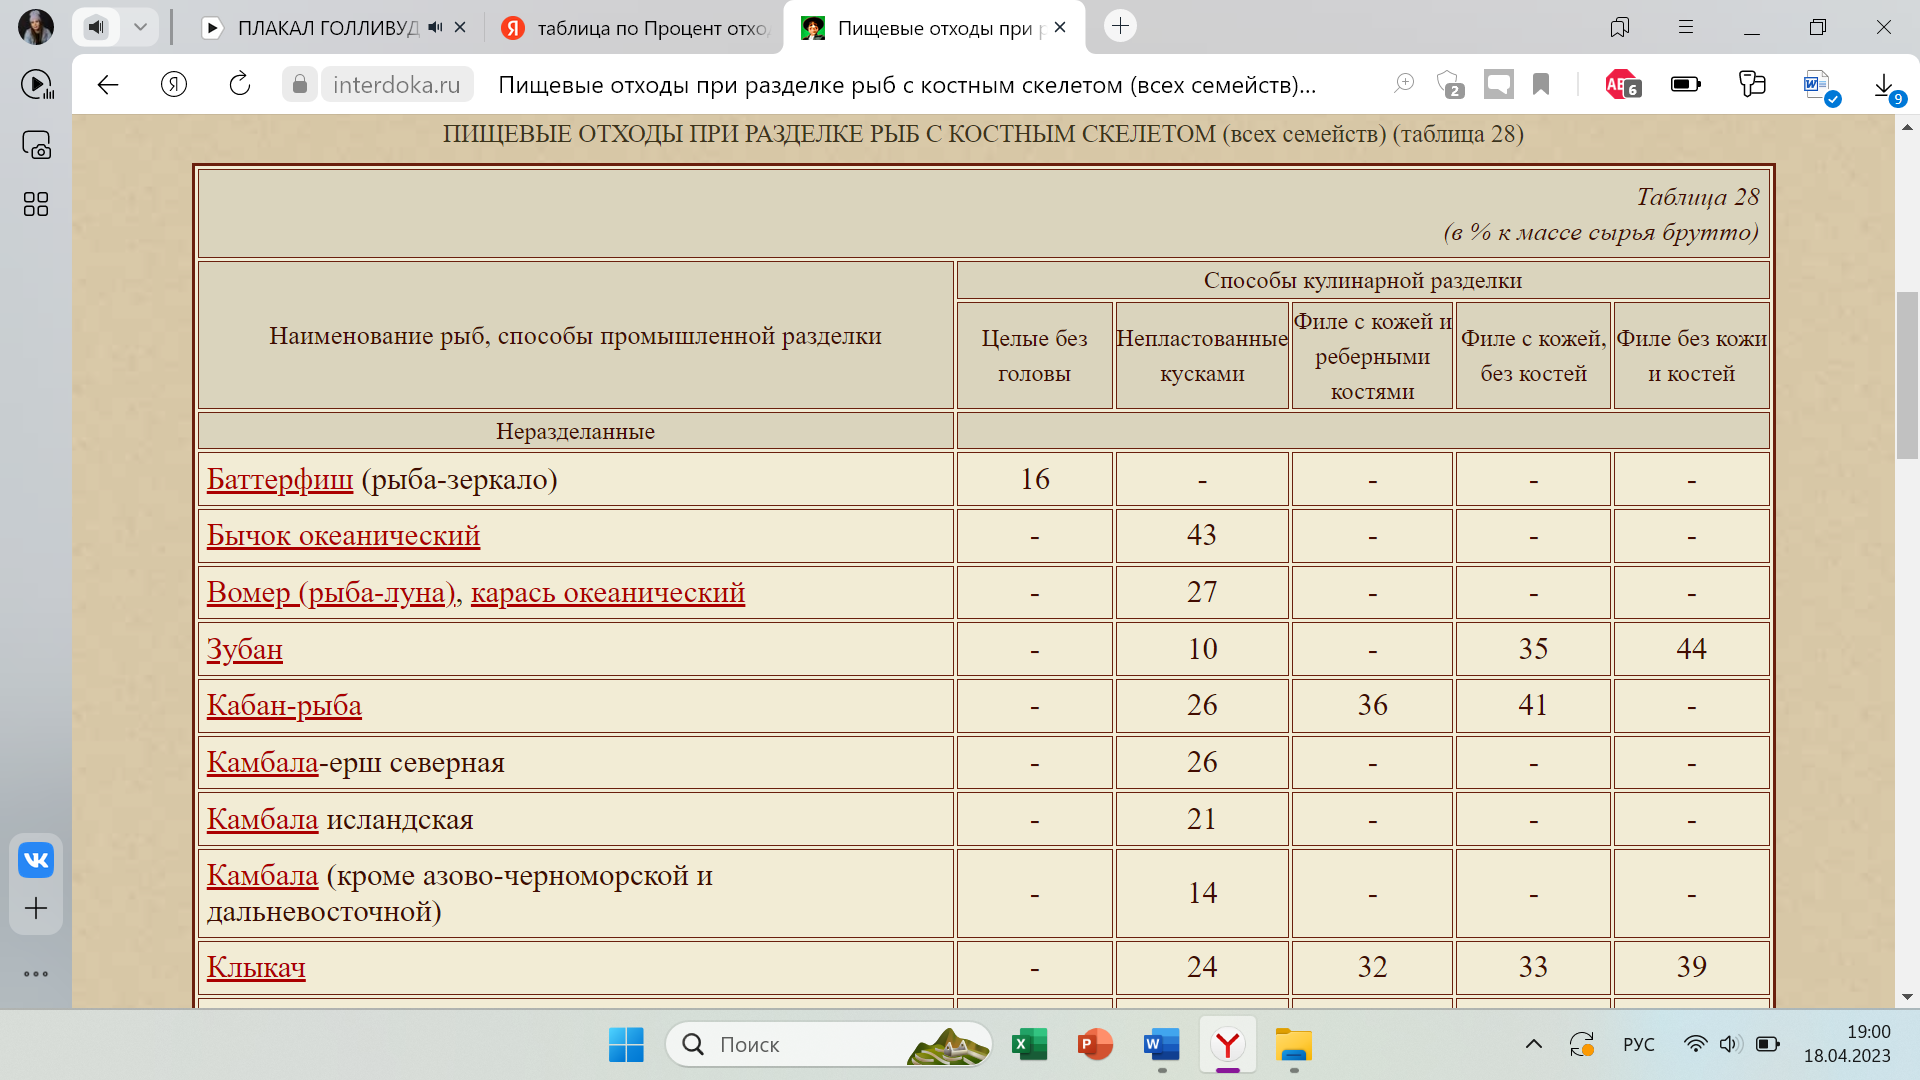 ПЛАКАЛ ГОЛЛИВУД
таблица по Процент отхо
Пищевые отходы при р
interdoka.ru
Пищевые отходы при разделке рыб с костным скелетом (всех семейств)...
2
6
9
ПИЩЕВЫЕ ОТХОДЫ ПРИ РАЗДЕЛКЕ РЫБ С КОСТНЫМ СКЕЛЕТОМ (всех семейств) (таблица 28)
Таблица 28
(в % к массе сырья брутто)
Наименование рыб, способы промышленной разделки
Способы кулинарной разделки
Целые без
головы
Непластованные
кусками
Филе с кожей и
реберными
костями
Филе с кожей,
без костей
Филе без кожи
и костей
Неразделанные
Баттерфиш (рыба-зеркало) 16 - - - -
Бычок океанический - 43 - - -
Вомер (рыба-луна), карась океанический - 27 - - -
Зубан - 10 - 35 44
Кабан-рыба - 26 36 41 -
Камбала-ерш северная - 26 - - -
Камбала исландская - 21 - - -
Камбала (кроме азово-черноморской и
дальневосточной) - 14 - - -
Клыкач - 24 32 33 39
Поиск
РУС
19:00
18.04.2023